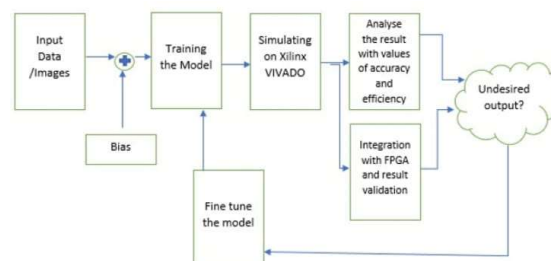 Input
Data
/Images
Bias
Training
the Model
Simulating
on Xilinx
VIVADO
Analyse
the result
with values
of accuracy
and
efficiency
Integration
with FPGA
and result
validation
Undesired
output?
Fine tune
the model